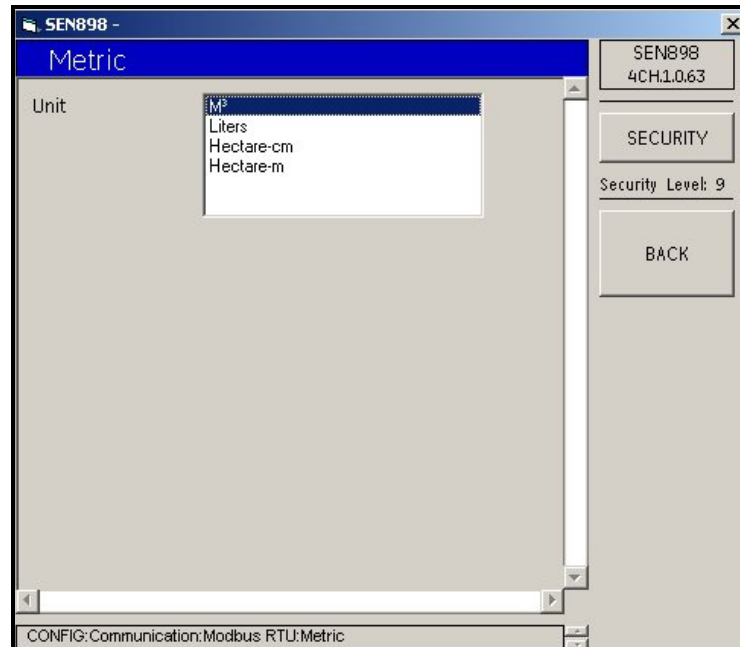 SEN898 -
Metric
Unit
M³
Liters
Hectare-cm
Hectare-m
SEN898
4CH.1.0.63
SECURITY
Security Level: 9
BACK
CONFIG:Communication:Modbus RTU:Metric